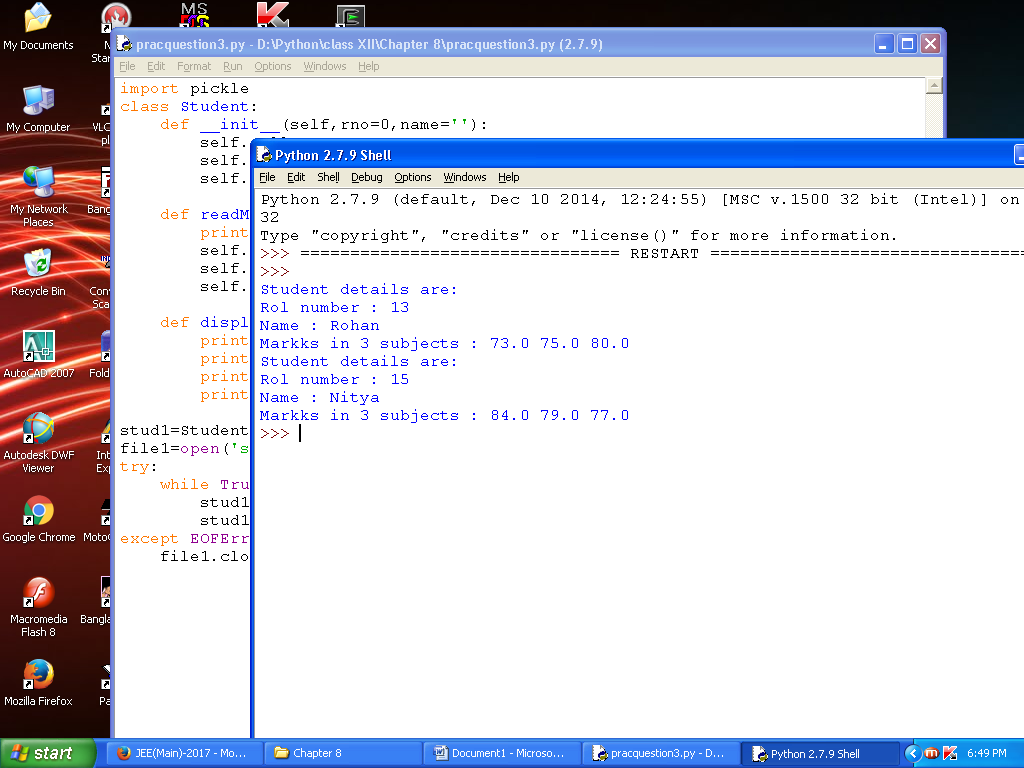 My Documents
My Computer
My Network
Places
Recycle Bin
AutoCAD 2007
Autodesk DWF
Viewer
Google Chrome
Macromedia
Flash 8
Mozilla Firefox
MS
pracquestion3.py - D:\Python\class XII\Chapter 8\pracquestion3.py (2.7.9)
File Edit Format Run Options Windows Help
import pickle
class Student:
def __init__(self,rno=0,name=''):
self.
self.
self.
def readM
print
self.
self.
self.
def displ
print
print
print
print
stud1=Student
file1=open('s
try:
while Tru
stud1
stud1
except EOFErr
file1.clo
Python 2.7.9 Shell
File Edit Shell Debug Options Windows Help
Python 2.7.9 (default, Dec 10 2014, 12:24:55) [MSC v.1500 32 bit (Intel)] on
32
Type "copyright", "credits" or "license()" for more information.
>>> ================================ RESTART ================================
>>>
Student details are:
Rol number : 13
Name : Rohan
Markks in 3 subjects : 73.0 75.0 80.0
Student details are:
Rol number : 15
Name : Nitya
Markks in 3 subjects : 84.0 79.0 77.0
>>>
start
JEE(Main)-2017 - Mo...
Chapter 8
Document1 - Microso...
pracquestion3.py - D...
Python 2.7.9 Shell
6:49 PM